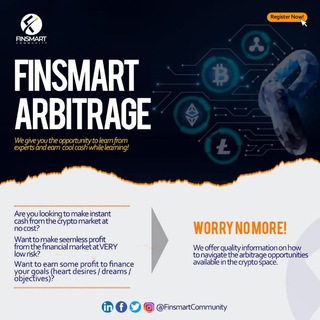 Register Now!
FINSMART
COMMUNITY
FINSMART
ARBITRAGE
We give you the opportunity to learn from
experts and earn cool cash while learning!
Are you looking to make instant
cash from the crypto market at
no cost?
Want to make seemless profit
from the financial market at VERY
low risk?
Want to earn some profit to finance
your goals (heart desires / dreams /
objectives)?
WORRY NO MORE!
We offer quality information on how
to navigate the arbitrage opportunities
available in the crypto space.
@FinsmartCommunity